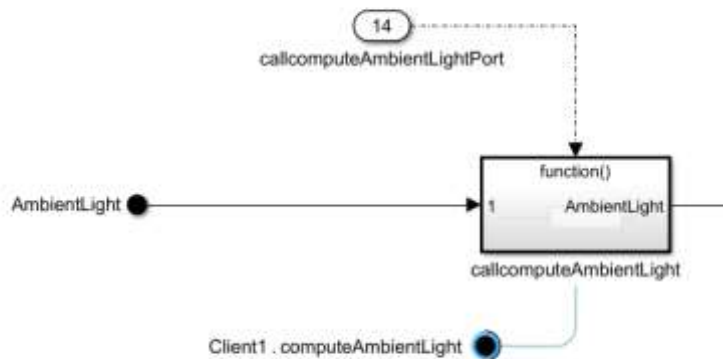 14
callcomputeAmbientLightPort
function()
AmbientLight
1
AmbientLight
callcomputeAmbientLight
Client1 . computeAmbientLight